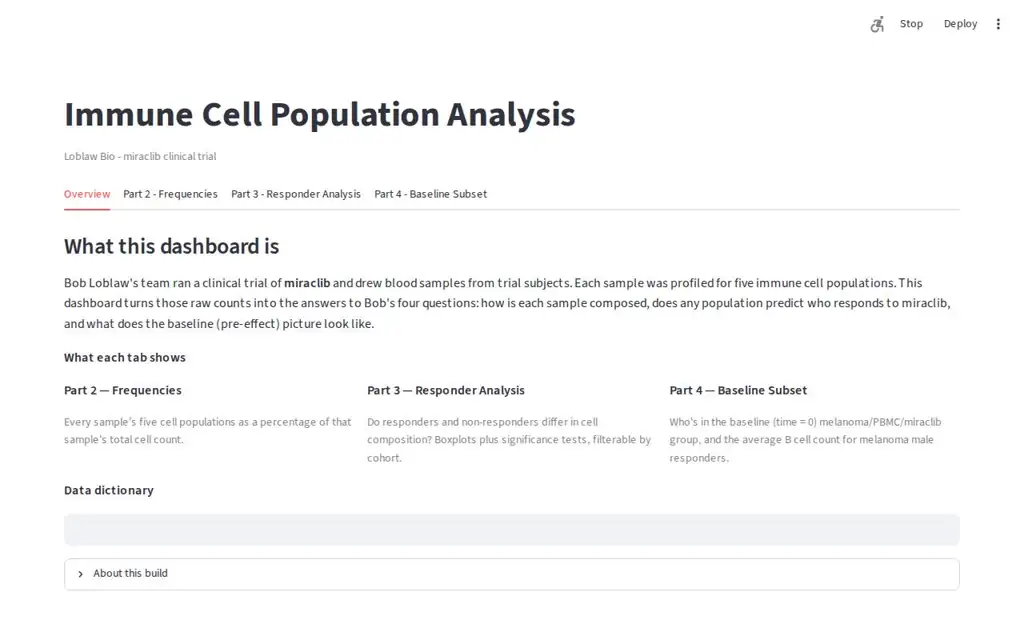 Stop Deploy
Immune Cell Population Analysis
Loblaw Bio - miraclib clinical trial
Overview Part 2 - Frequencies Part 3 - Responder Analysis Part 4 - Baseline Subset
What this dashboard is
Bob Loblaw's team ran a clinical trial of miraclib and drew blood samples from trial subjects. Each sample was profiled for five immune cell populations. This
dashboard turns those raw counts into the answers to Bob's four questions: how is each sample composed, does any population predict who responds to miraclib,
and what does the baseline (pre-effect) picture look like.
What each tab shows
Part 2 — Frequencies
Every sample's five cell populations as a percentage of that
sample's total cell count.
Part 3 — Responder Analysis
Do responders and non-responders differ in cell
composition? Boxplots plus significance tests, filterable by
cohort.
Part 4 — Baseline Subset
Who's in the baseline (time = 0) melanoma/PBMC/miraclib
group, and the average B cell count for melanoma male
responders.
Data dictionary
About this build